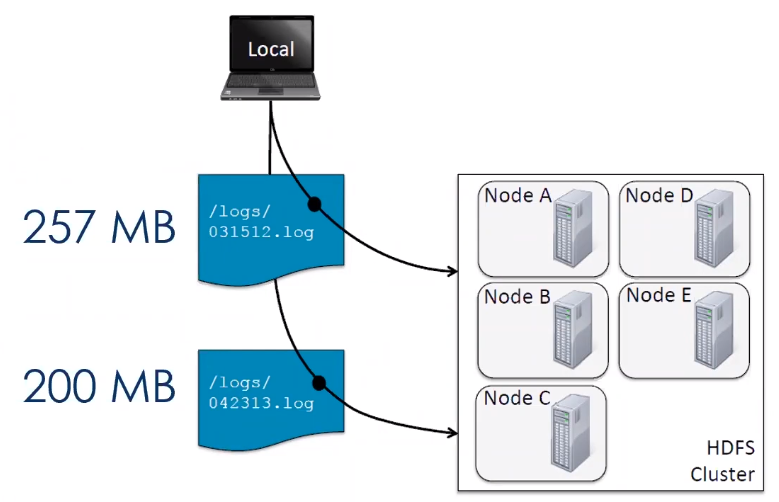 Local
257 MB
/logs/
031512.log
200 MB
/logs/
042313.log
Node A
Node D
Node B
Node E
Node C
HDFS
Cluster